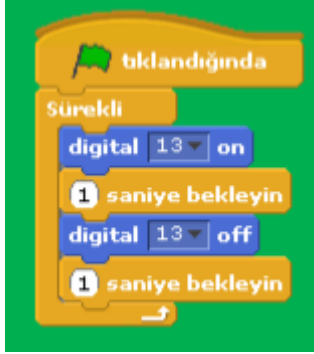 tıklandığında
Sürekli
digital 13 on
1 saniye bekleyin
digital 13 off
1 saniye bekleyin